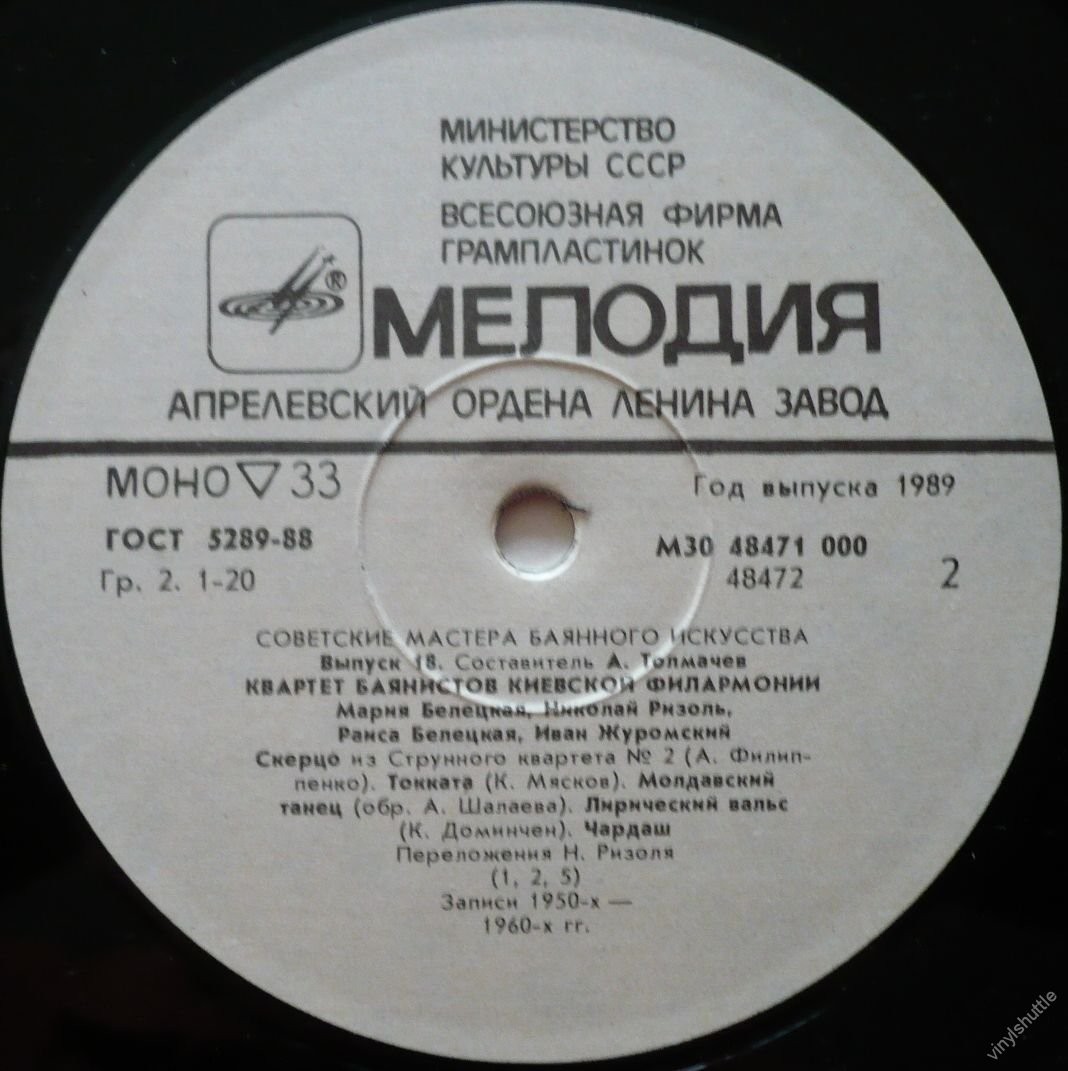 МИНИСТЕРСТВО
КУЛЬТУРЫ СССР
ВСЕСОЮЗНАЯ ФИРМА
ГРАМПЛАСТИНОК
®
МЕЛОДИЯ
АПРЕЛЕВСКИЙ ОРДЕНА ЛЕНИНА ЗАВОД
МОНО ▽ 33
Год выпуска 1989
ГОСТ 5289-88
М30 48471 000
Гр. 2. 1-20
48472
2
СОВЕТСКИЕ МАСТЕРА БАЯННОГО ИСКУССТВА
Выпуск 18. Составитель А. Толмачев
КВАРТЕТ БАЯНИСТОВ КИЕВСКОЙ ФИЛАРМОНИИ
Мария Белецкая, Николай Ризоль,
Раиса Белецкая, Иван Журомский
Скерцо из Струнного квартета № 2 (А. Филип-
пенко). Токката (К. Мясков). Молдавский
танец (обр. А. Шалаева). Лирический вальс
(К. Доминчен). Чардаш
Переложения Н. Ризоля
(1, 2, 5)
Записи 1950-х —
1960-х гг.
vinylshuttle